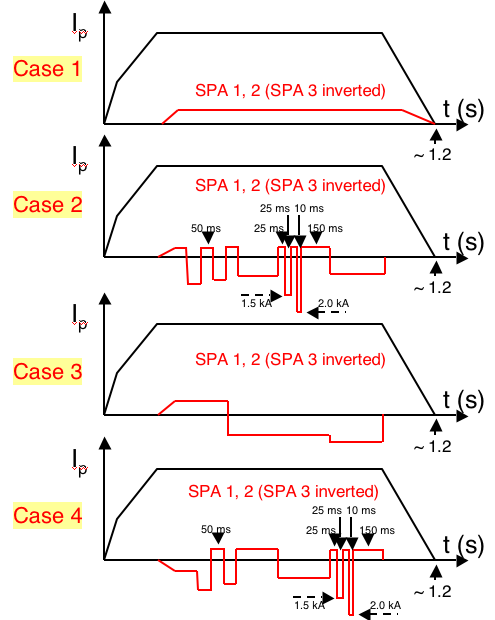 Ip
Case 1
SPA 1, 2 (SPA 3 inverted)
t (s)
~ 1.2
Ip
SPA 1, 2 (SPA 3 inverted)
Case 2
25 ms 10 ms
50 ms 25 ms 150 ms
t (s)
~ 1.2
1.5 kA 2.0 kA
Ip
Case 3
SPA 1, 2 (SPA 3 inverted)
t (s)
~ 1.2
Ip
SPA 1, 2 (SPA 3 inverted)
Case 4
25 ms 10 ms
50 ms 25 ms 150 ms
t (s)
~ 1.2
1.5 kA 2.0 kA